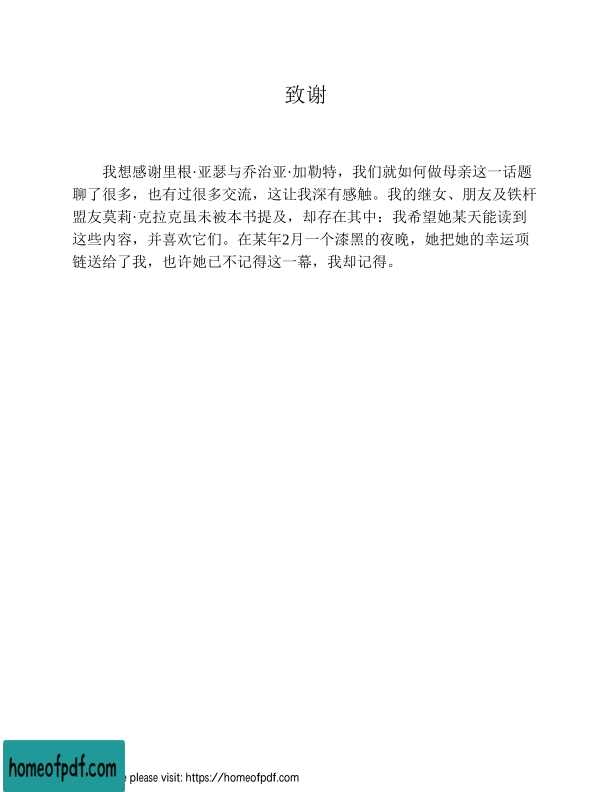 致谢
我想感谢里根·亚瑟与乔治亚·加勒特，我们就如何做母亲这一话题
聊了很多，也有过很多交流，这让我深有感触。我的继女、朋友及铁杆
盟友莫莉·克拉克虽未被本书提及，却存在其中：我希望她某天能读到
这些内容，并喜欢它们。在某年2月一个漆黑的夜晚，她把她的幸运项
链送给了我，也许她已不记得这一幕，我却记得。
homeofpdf.com
please visit: https://homeofpdf.com